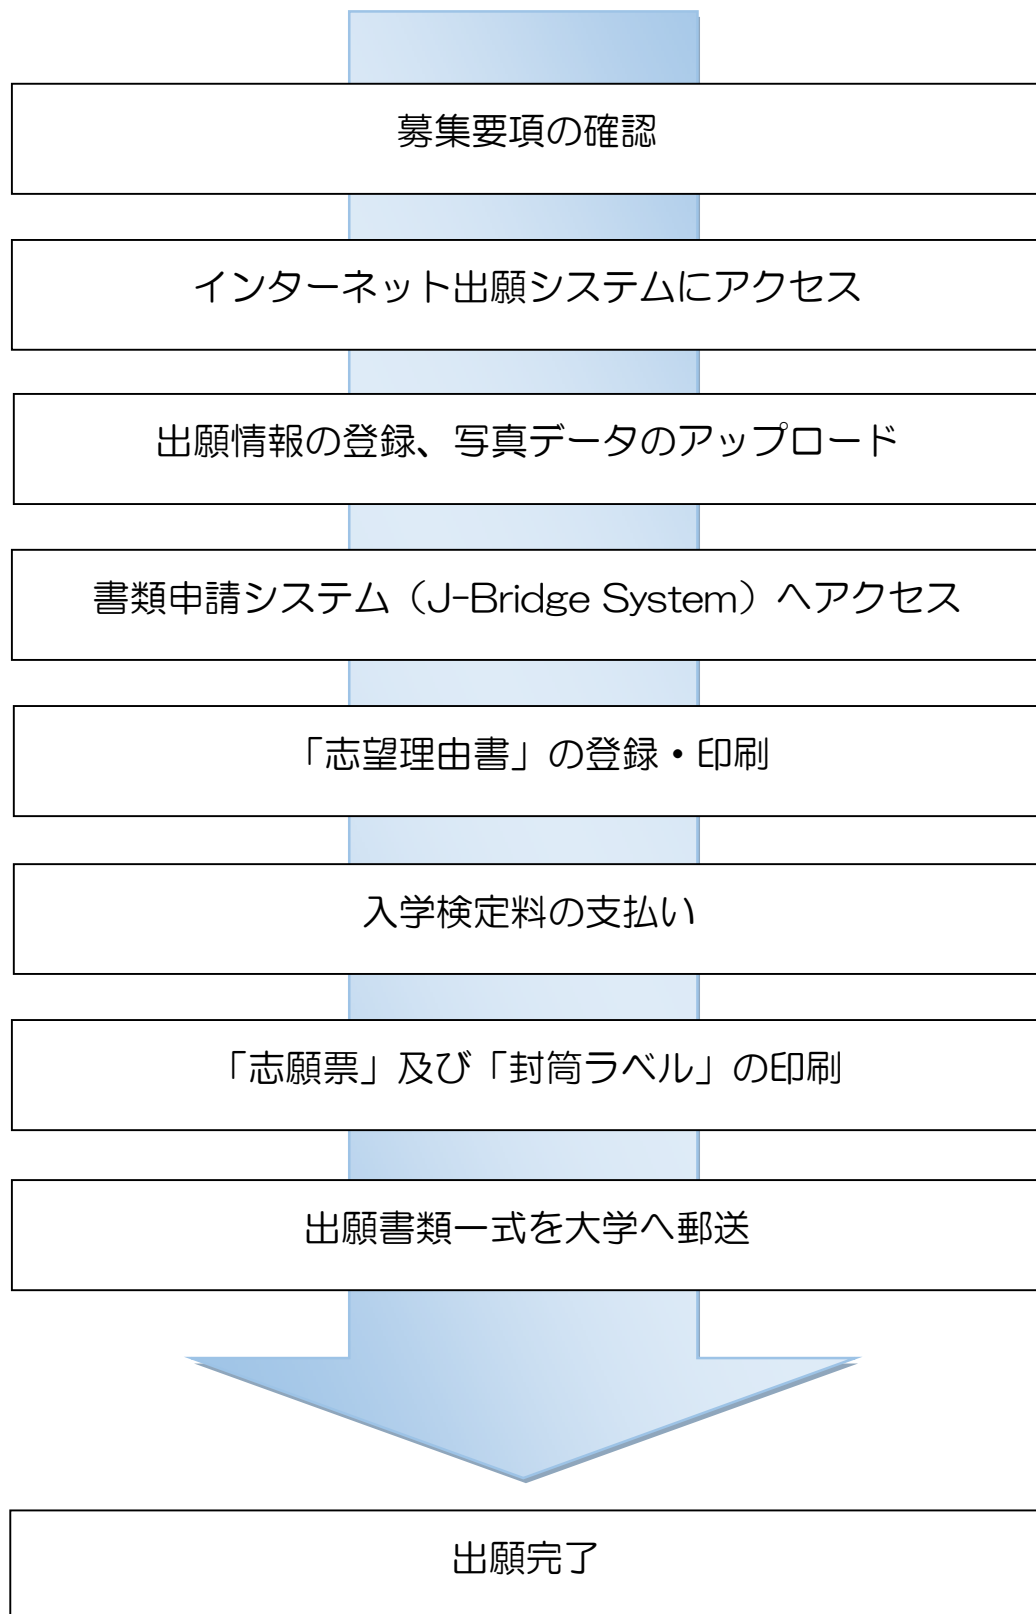 募集要項の確認
インターネット出願システムにアクセス
出願情報の登録、写真データのアップロード
書類申請システム（J-Bridge System）へアクセス
「志望理由書」の登録・印刷
入学検定料の支払い
「志願票」及び「封筒ラベル」の印刷
出願書類一式を大学へ郵送
出願完了